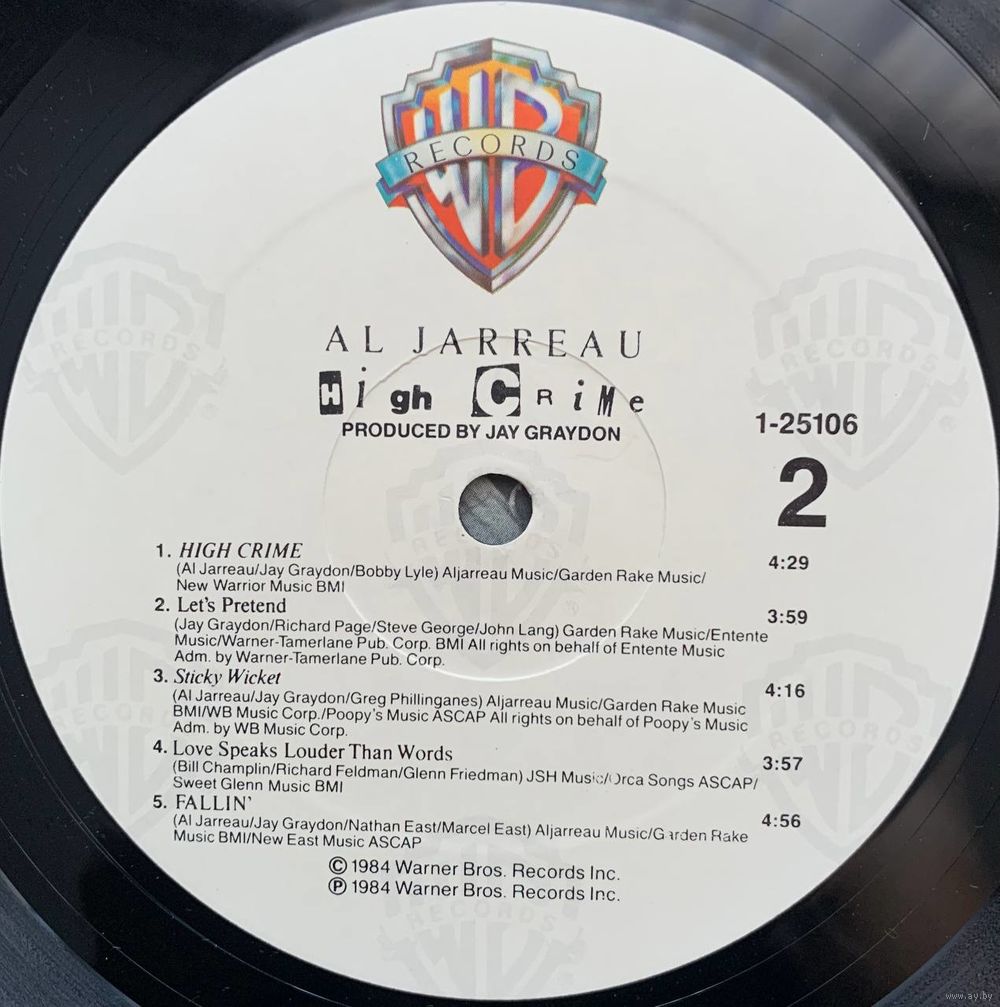 WB
RECORDS
AL JARREAU
High CRiMe
PRODUCED BY JAY GRAYDON
1-25106
2
1. HIGH CRIME 4:29
(Al Jarreau/Jay Graydon/Bobby Lyle) Aljarreau Music/Garden Rake Music/
New Warrior Music BMI
2. Let's Pretend 3:59
(Jay Graydon/Richard Page/Steve George/John Lang) Garden Rake Music/Entente
Music/Warner-Tamerlane Pub. Corp. BMI All rights on behalf of Entente Music
Adm. by Warner-Tamerlane Pub. Corp.
3. Sticky Wicket 4:16
(Al Jarreau/Jay Graydon/Greg Phillinganes) Aljarreau Music/Garden Rake Music
BMI/WB Music Corp./Poopy's Music ASCAP All rights on behalf of Poopy's Music
Adm. by WB Music Corp.
4. Love Speaks Louder Than Words 3:57
(Bill Champlin/Richard Feldman/Glenn Friedman) JSH Music/Orca Songs ASCAP/
Sweet Glenn Music BMI
5. FALLIN' 4:56
(Al Jarreau/Jay Graydon/Nathan East/Marcel East) Aljarreau Music/Garden Rake
Music BMI/New East Music ASCAP
© 1984 Warner Bros. Records Inc.
℗ 1984 Warner Bros. Records Inc.
www.ay.by